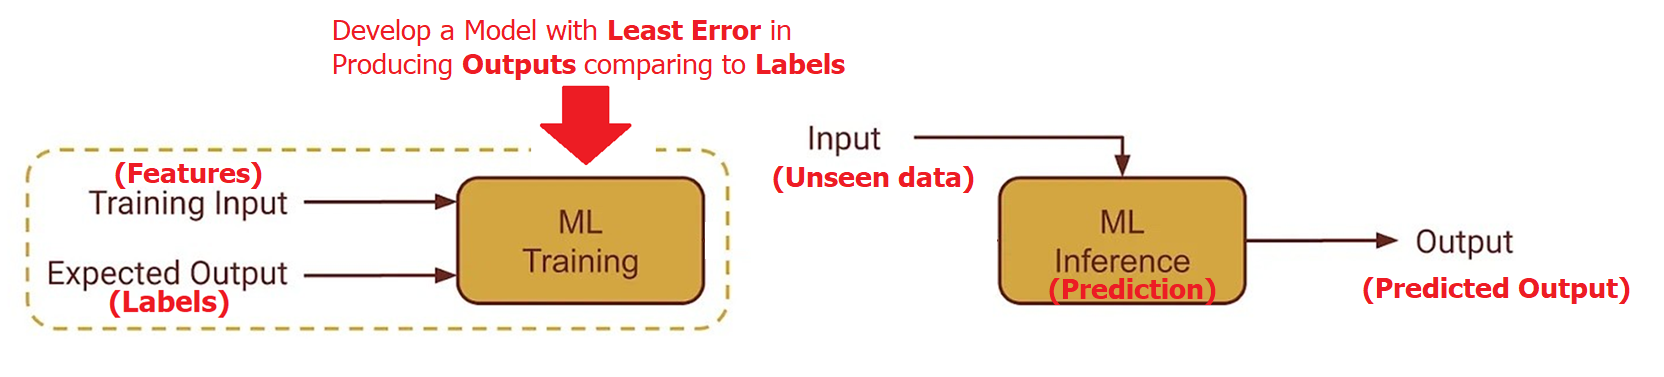 Develop a Model with Least Error in
Producing Outputs comparing to Labels
(Features)
Training Input
Expected Output
(Labels)
ML
Training
Input
(Unseen data)
ML
Inference
(Prediction)
Output
(Predicted Output)